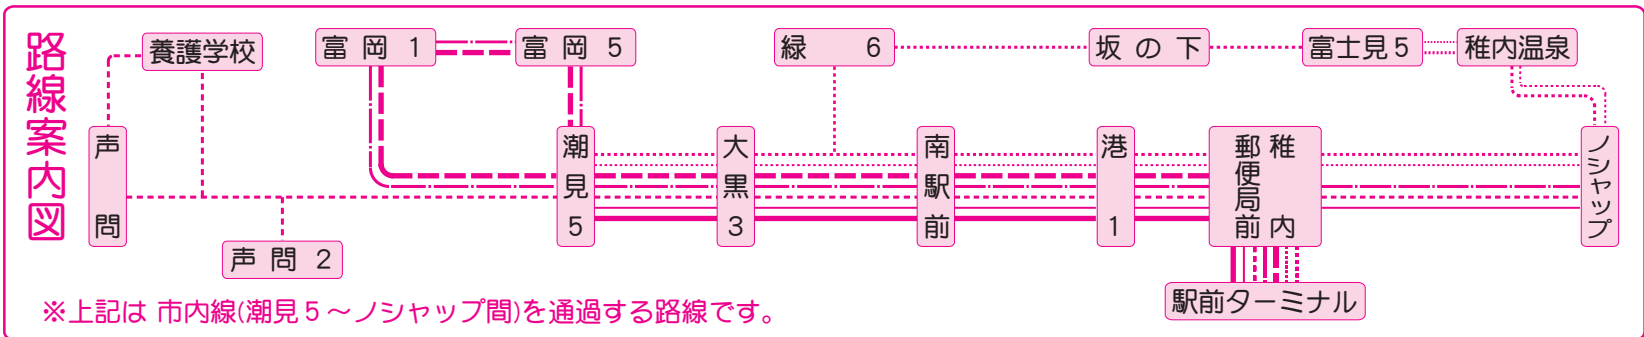 路線案内図
養護学校
富岡 1
富岡 5
緑 6
坂の下
富士見5
稚内温泉
声問
潮見5
大黒3
南駅前
港1
稚内郵便局前
ノシャップ
声問 2
駅前ターミナル
※上記は 市内線(潮見5～ノシャップ間)を通過する路線です。